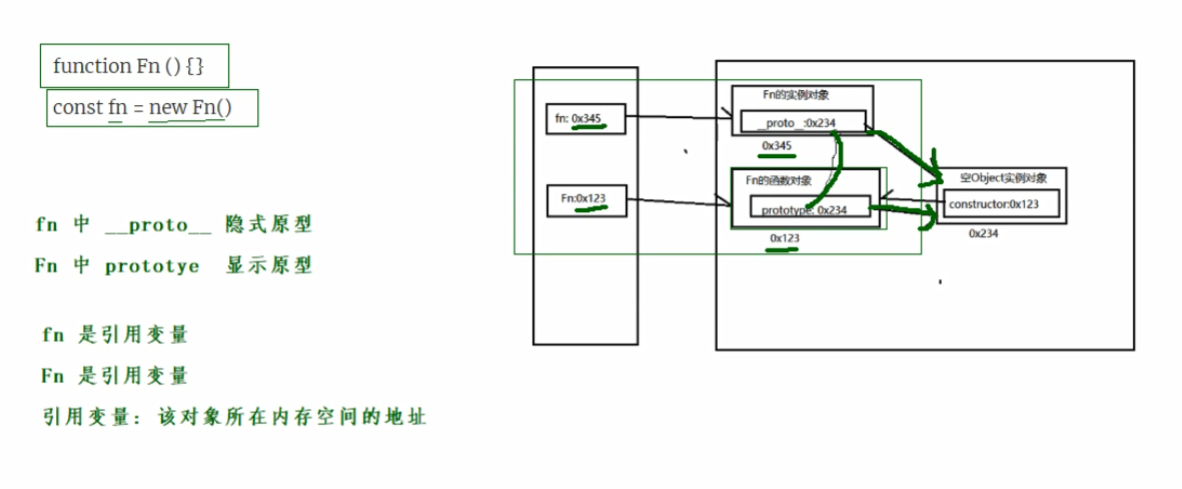 function Fn () {}
const fn = new Fn()
fn 中 __proto__ 隐式原型
Fn 中 prototye 显示原型
fn 是引用变量
Fn 是引用变量
引用变量：该对象所在内存空间的地址
fn: 0x345
Fn:0x123
Fn的实例对象
__proto__:0x234
0x345
Fn的函数对象
prototype: 0x234
0x123
空Object实例对象
constructor:0x123
0x234